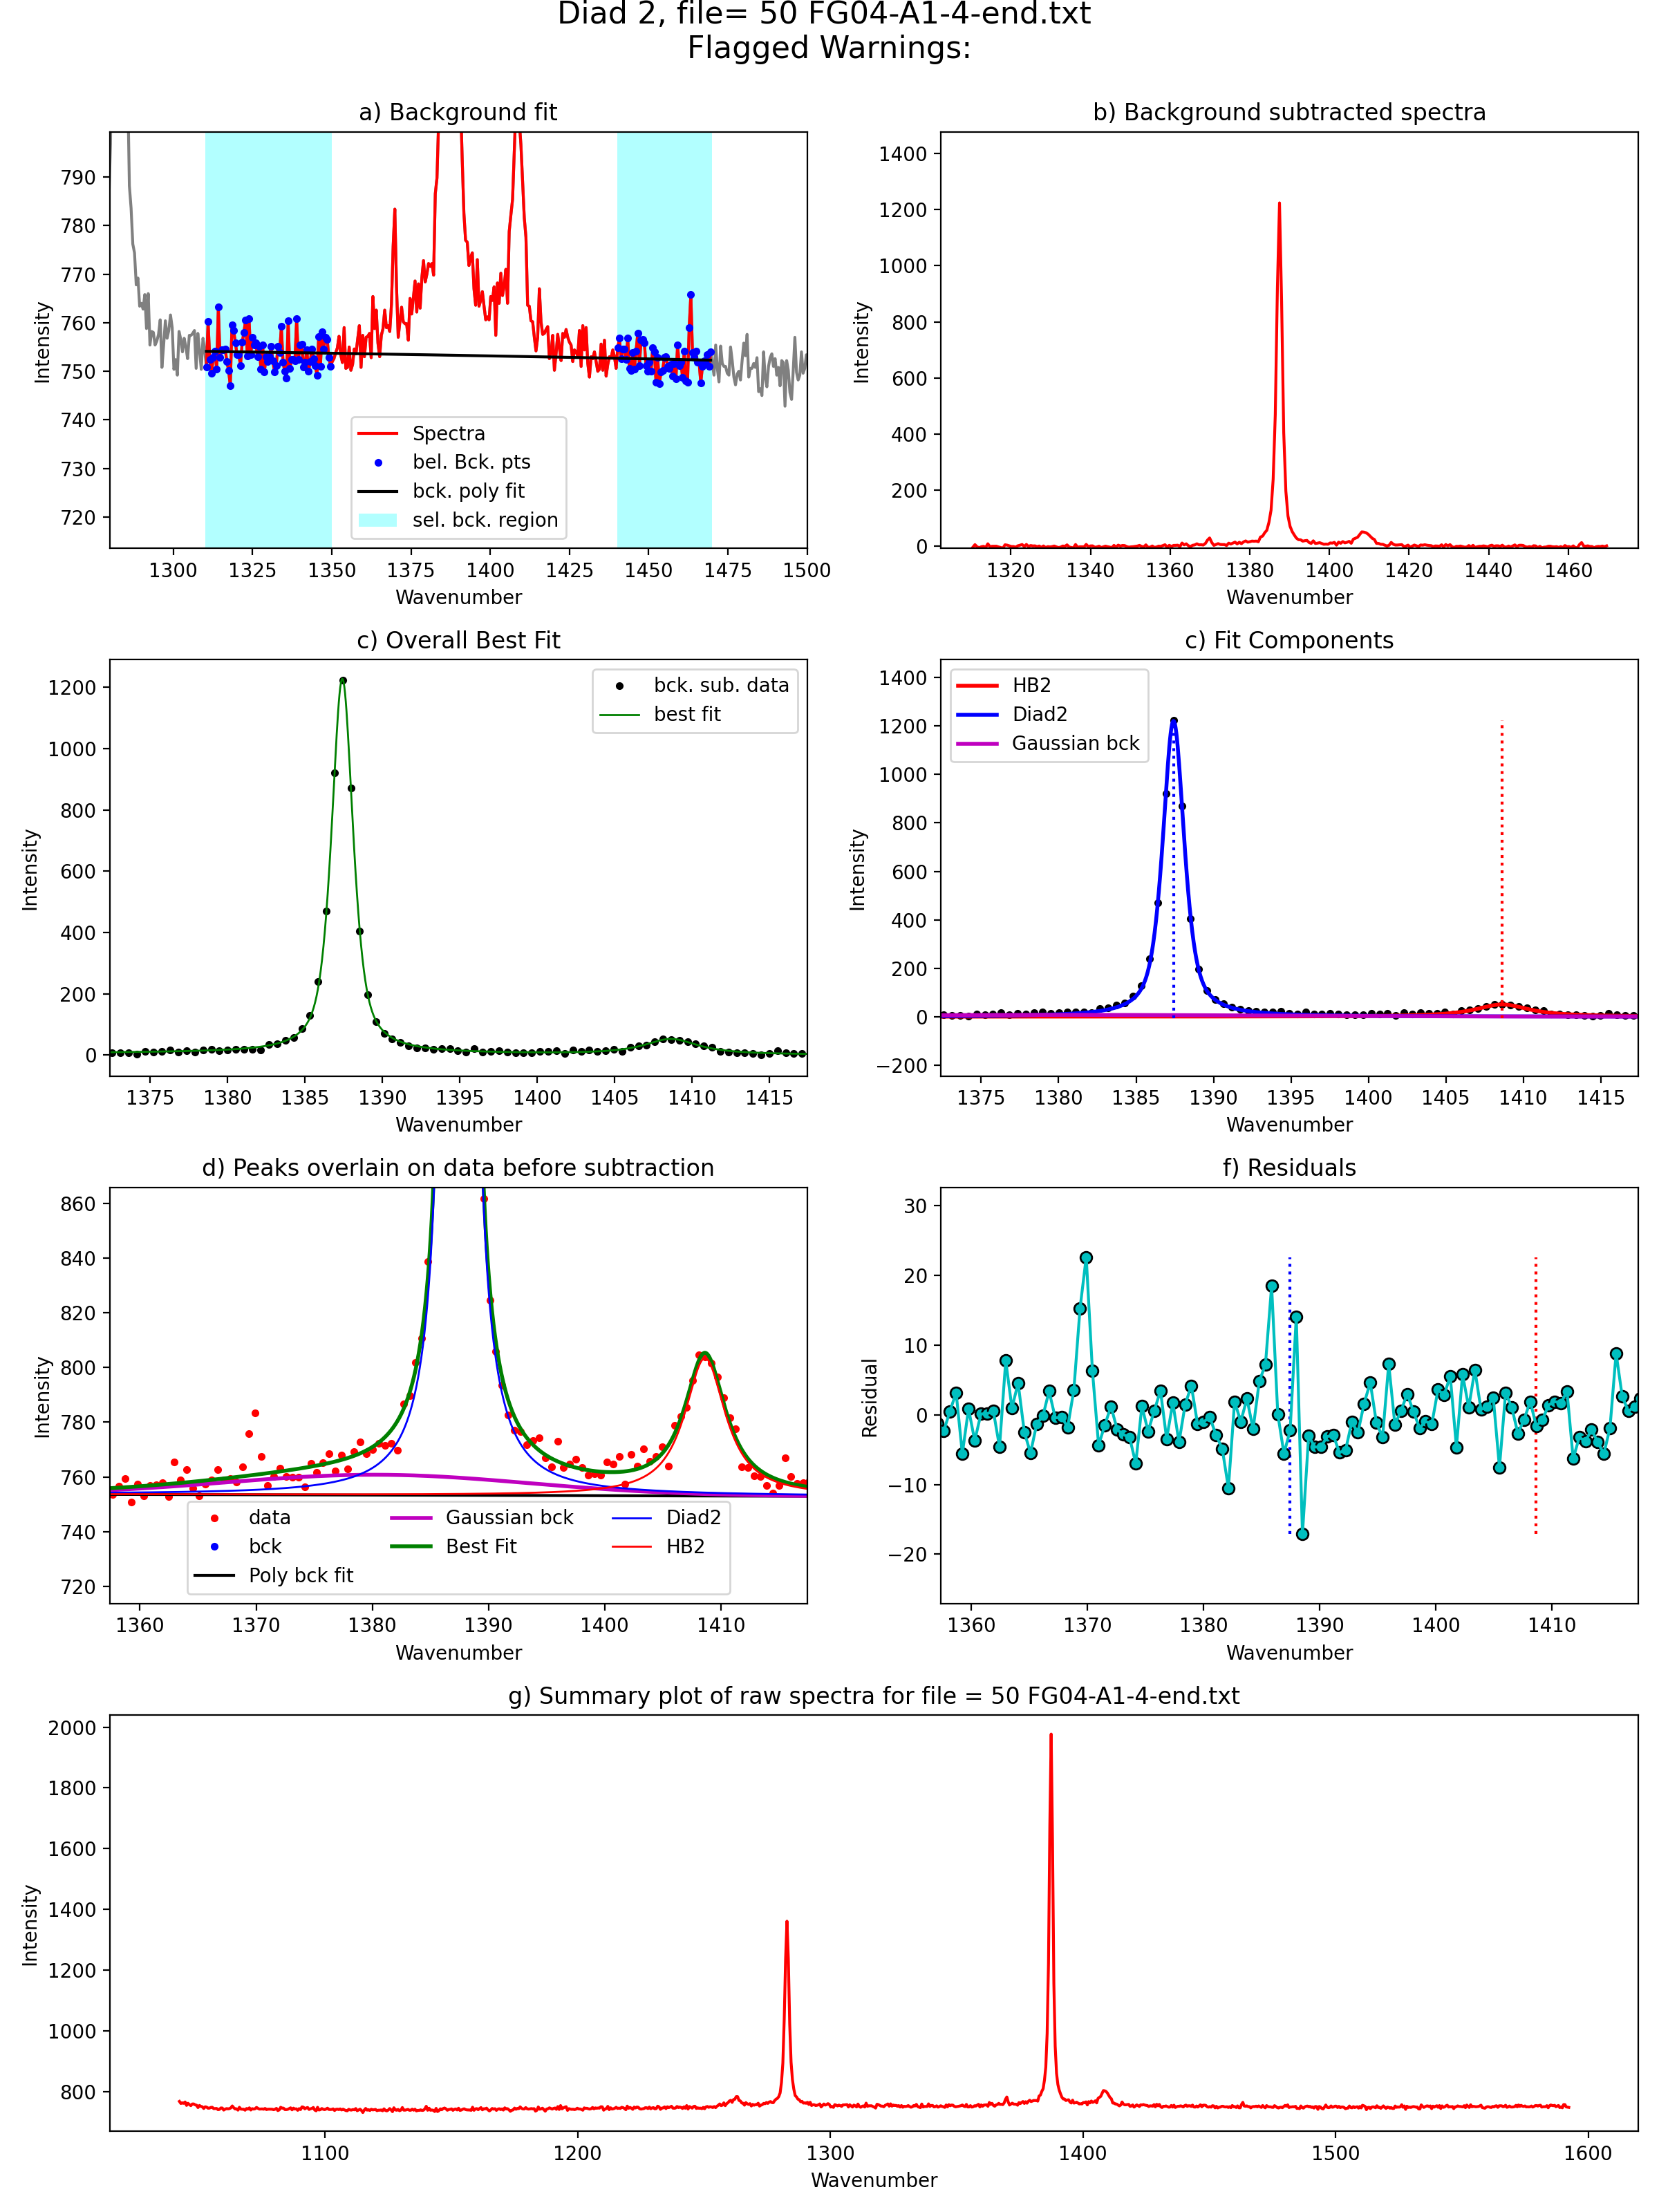 Diad 2, file= 50 FG04-A1-4-end.txt
Flagged Warnings:
a) Background fit
Intensity
790
780
770
760
750
740
730
720
Spectra
bel. Bck. pts
bck. poly fit
sel. bck. region
1300 1325 1350 1375 1400 1425 1450 1475 1500
Wavenumber
b) Background subtracted spectra
Intensity
1400
1200
1000
800
600
400
200
0
1320 1340 1360 1380 1400 1420 1440 1460
Wavenumber
c) Overall Best Fit
Intensity
1200
1000
800
600
400
200
0
bck. sub. data
best fit
1375 1380 1385 1390 1395 1400 1405 1410 1415
Wavenumber
c) Fit Components
Intensity
1400
1200
1000
800
600
400
200
0
−200
HB2
Diad2
Gaussian bck
1375 1380 1385 1390 1395 1400 1405 1410 1415
Wavenumber
d) Peaks overlain on data before subtraction
Intensity
860
840
820
800
780
760
740
720
data
bck
Poly bck fit
Gaussian bck
Best Fit
Diad2
HB2
1360 1370 1380 1390 1400 1410
Wavenumber
f) Residuals
Residual
30
20
10
0
−10
−20
1360 1370 1380 1390 1400 1410
Wavenumber
g) Summary plot of raw spectra for file = 50 FG04-A1-4-end.txt
Intensity
2000
1800
1600
1400
1200
1000
800
1100 1200 1300 1400 1500 1600
Wavenumber